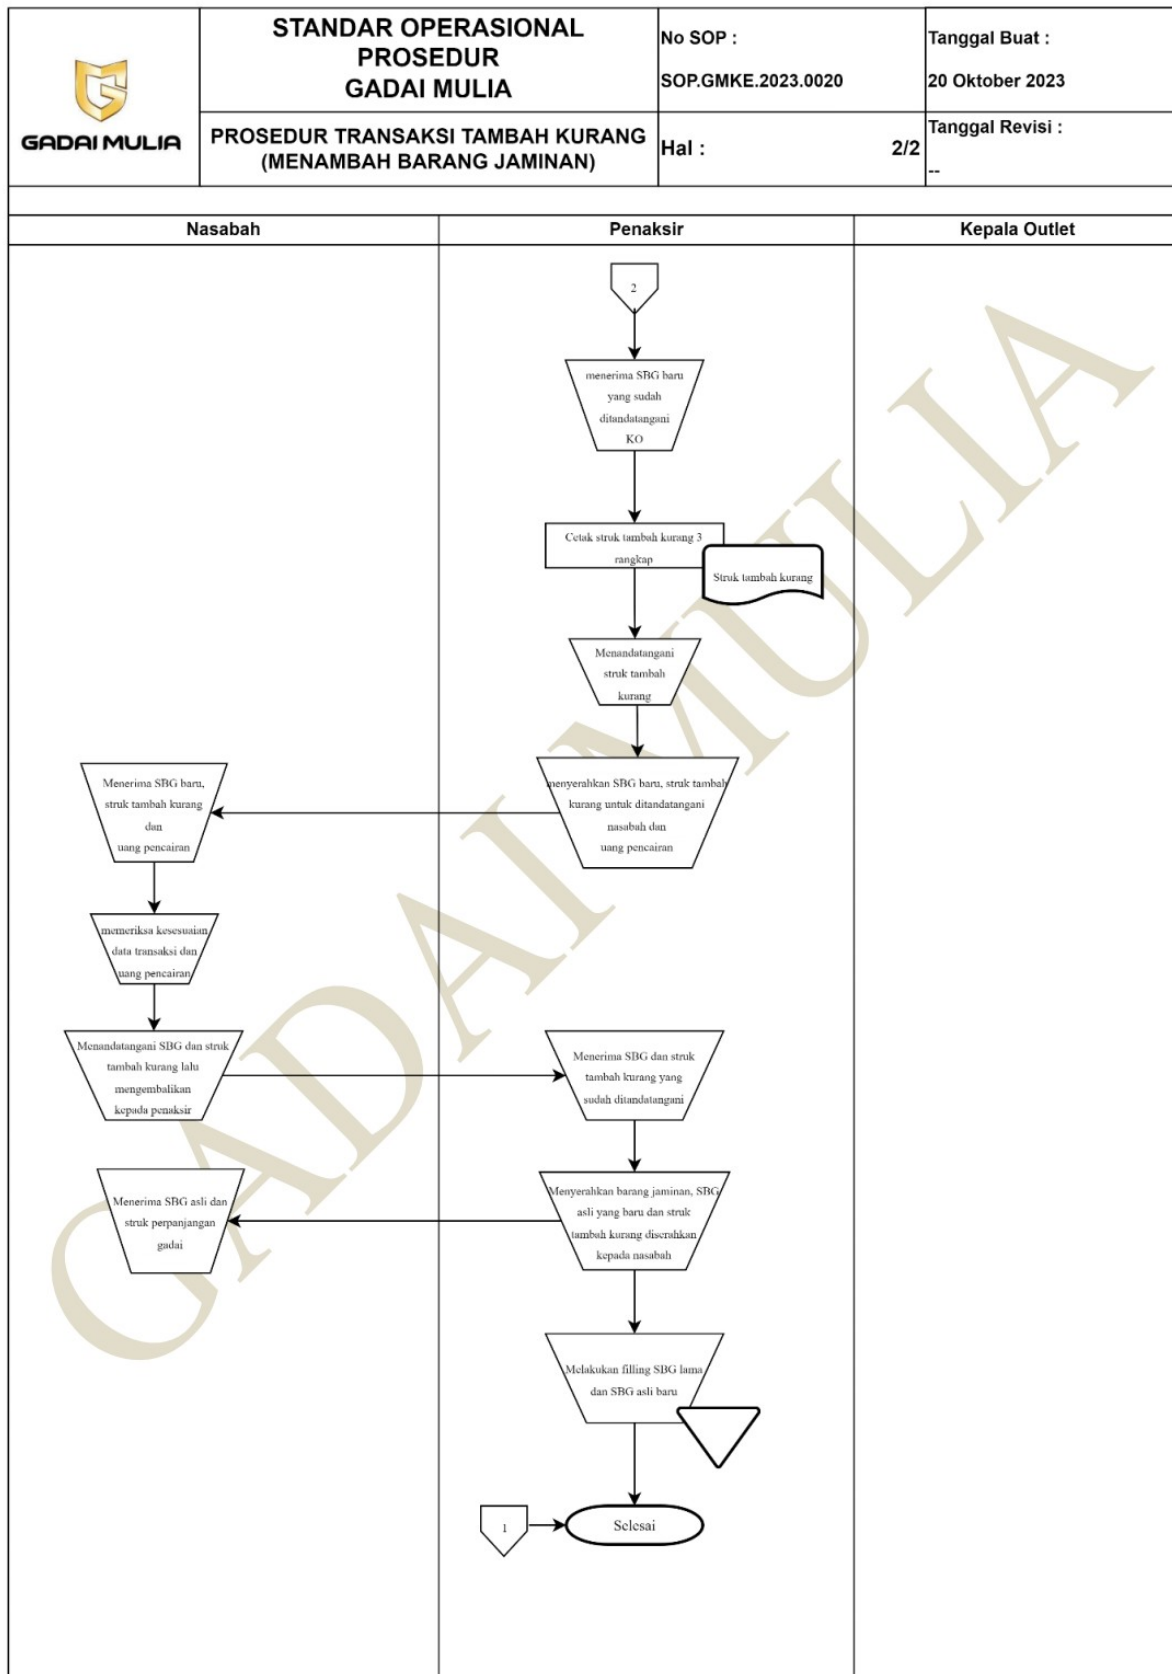 STANDAR OPERASIONAL
PROSEDUR
GADAI MULIA
No SOP :
SOP.GMKE.2023.0020
Tanggal Buat :
20 Oktober 2023
GADAI MULIA
PROSEDUR TRANSAKSI TAMBAH KURANG
(MENAMBAH BARANG JAMINAN)
Hal : 2/2
Tanggal Revisi :
--
Nasabah Penaksir Kepala Outlet
2
menerima SBG baru
yang sudah
ditandatangani
KO
Cetak struk tambah kurang 3
rangkap
Struk tambah kurang
Menandatangani
struk tambah
kurang
menyerahkan SBG baru, struk tambah
kurang untuk ditandatangani
nasabah dan
uang pencairan
Menerima SBG baru,
struk tambah kurang
dan
uang pencairan
memeriksa kesesuaian
data transaksi dan
uang pencairan
Menandatangani SBG dan struk
tambah kurang lalu
mengembalikan
kepada penaksir
Menerima SBG dan struk
tambah kurang yang
sudah ditandatangani
Menyerahkan barang jaminan, SBG
asli yang baru dan struk
tambah kurang diserahkan
kepada nasabah
Menerima SBG asli dan
struk perpanjangan
gadai
Melakukan filling SBG lama
dan SBG asli baru
1
Selesai
GADAI MULIA